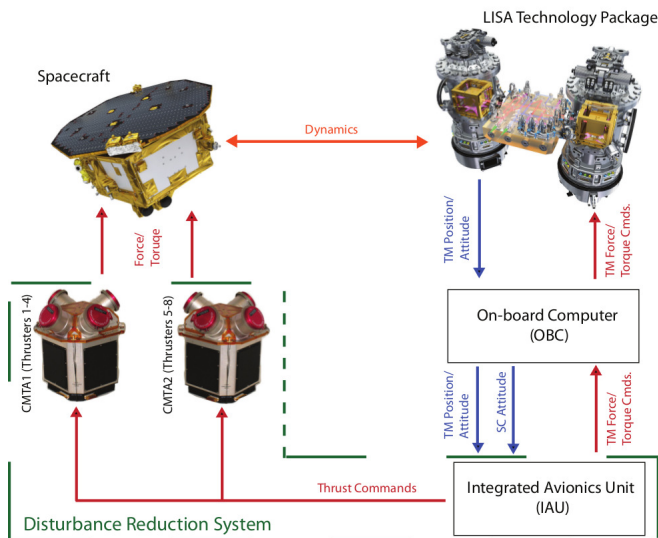 LISA Technology Package
Spacecraft
Dynamics
Force/
Toruqe
TM Position/
Attitude
TM Force/
Torque Cmds.
CMTA1 (Thrusters 1-4)
CMTA2 (Thrusters 5-8)
On-board Computer
(OBC)
TM Position/
Attitude
SC Attitude
TM Force/
Torque Cmds.
Thrust Commands
Integrated Avionics Unit
(IAU)
Disturbance Reduction System